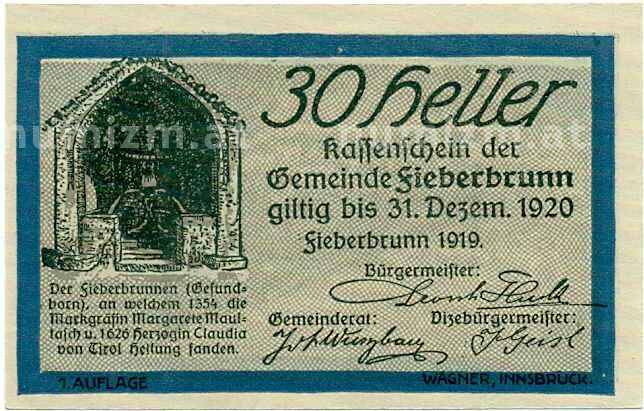 30 Heller
Kassenschein der
Gemeinde Fieberbrunn
giltig bis 31. Dezem. 1920
Fieberbrunn 1919.
Bürgermeister:
Gemeinderat:
Vizebürgermeister:
Der Fieberbrunnen (Gesund-
born), an welchem 1354 die
Markgräfin Margarete Maul-
tasch u. 1626 Herzogin Claudia
von Tirol Heilung fanden.
1. AUFLAGE
WAGNER, INNSBRUCK.